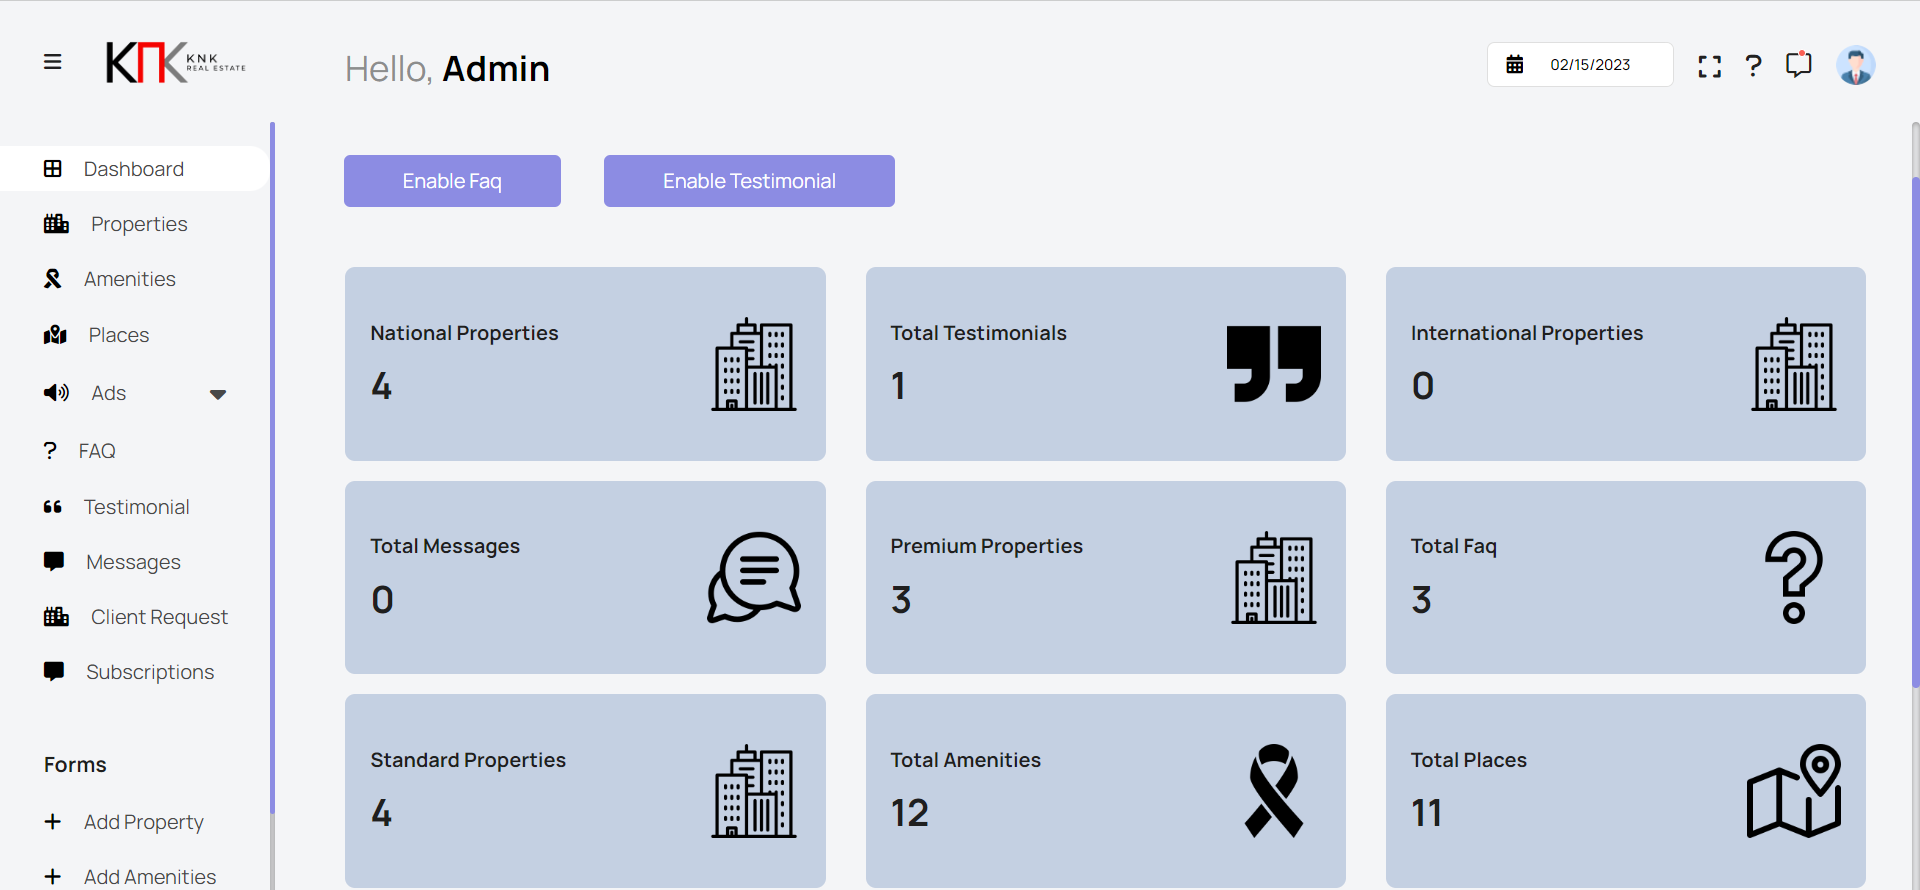 KNK
KNK
REAL ESTATE
Hello, Admin
02/15/2023
Dashboard
Properties
Amenities
Places
Ads
FAQ
Testimonial
Messages
Client Request
Subscriptions
Forms
Add Property
Add Amenities
Enable Faq
Enable Testimonial
National Properties
4
Total Testimonials
1
International Properties
0
Total Messages
0
Premium Properties
3
Total Faq
3
Standard Properties
4
Total Amenities
12
Total Places
11